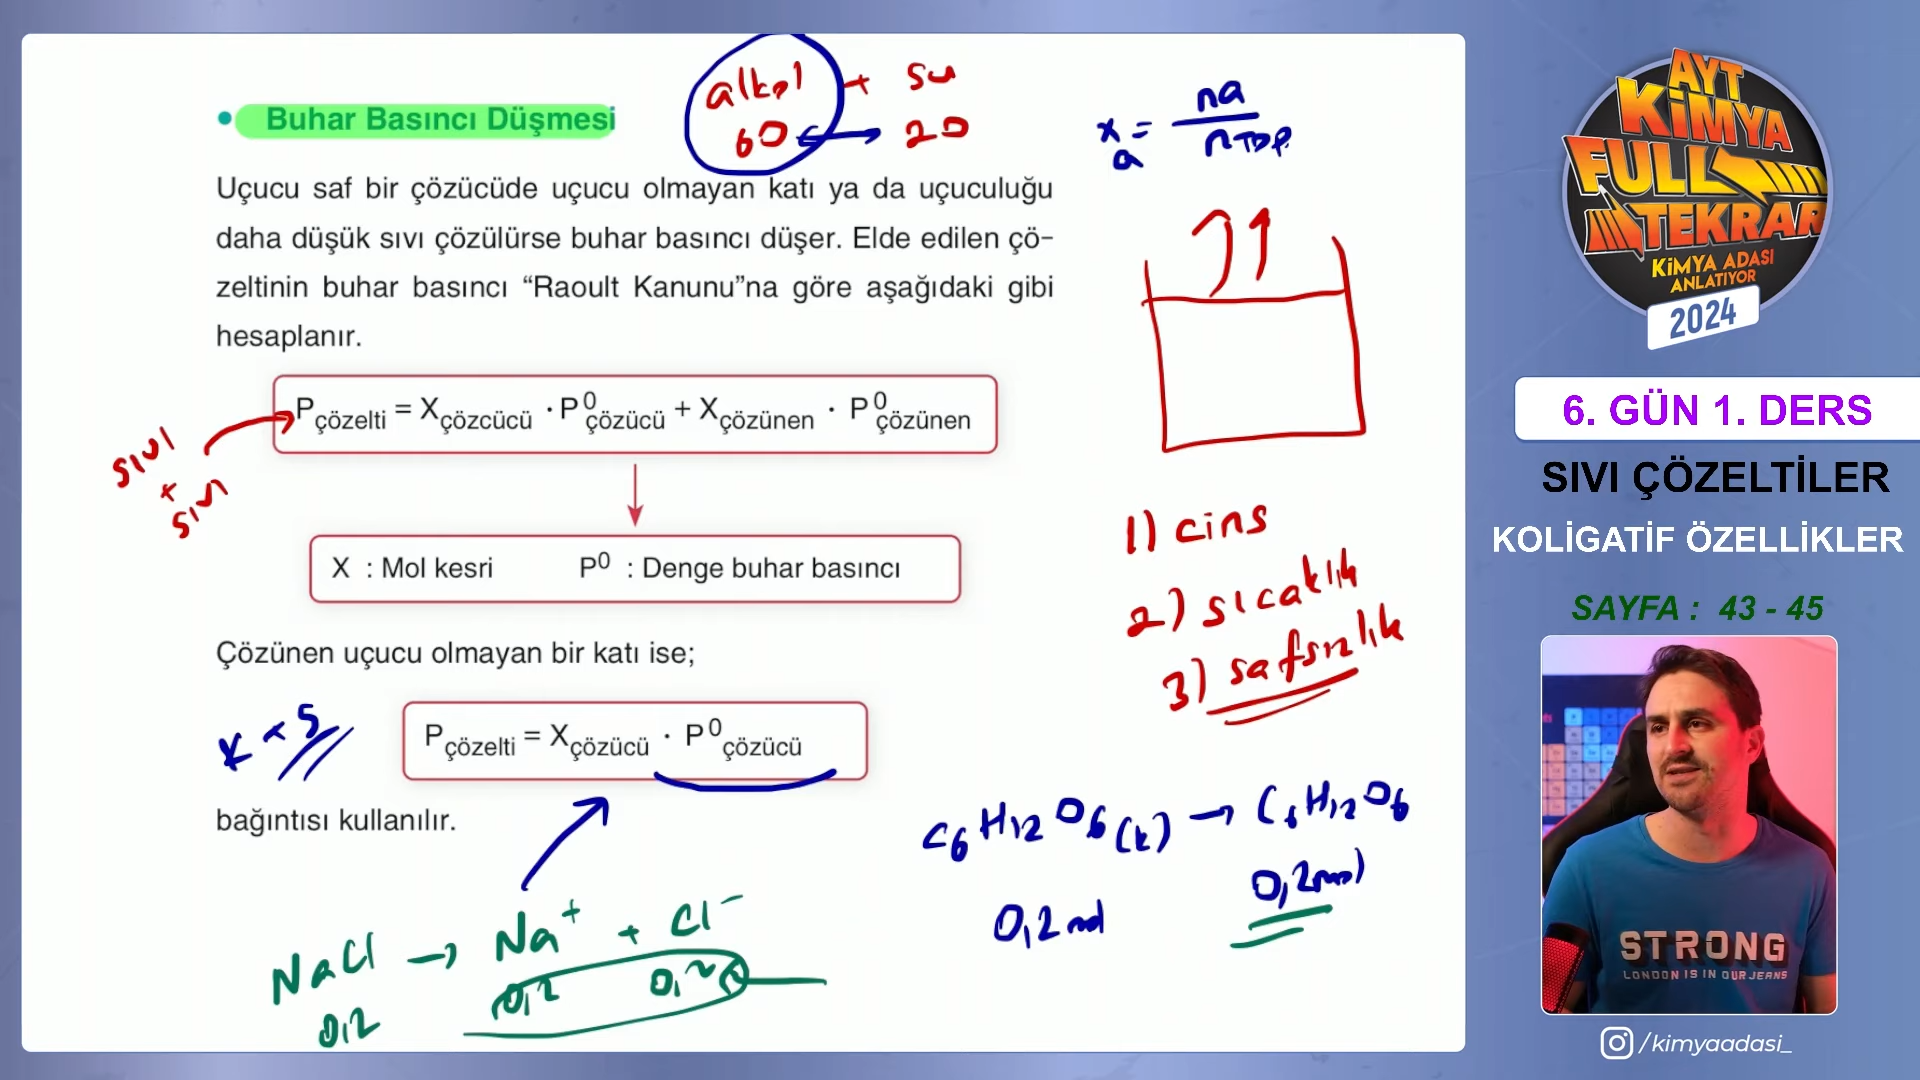 • Buhar Basıncı Düşmesi
alkol + su
60 20
x a = na / nTop.
Uçucu saf bir çözücüde uçucu olmayan katı ya da uçuculuğu
daha düşük sıvı çözülürse buhar basıncı düşer. Elde edilen çö-
zeltinin buhar basıncı “Raoult Kanunu”na göre aşağıdaki gibi
hesaplanır.
Pçözelti = Xçözcücü · P0çözücü + Xçözünen · P0çözünen
sıvı
+
sıvı
X : Mol kesri P0 : Denge buhar basıncı
1) cins
2) sıcaklık
3) safsızlık
Çözünen uçucu olmayan bir katı ise;
Pçözelti = Xçözücü · P0çözücü
bağıntısı kullanılır.
C6H12O6(k) → C6H12O6
0,2 mol 0,2 mol
NaCl → Na+ + Cl-
0,2 0,2 0,2
AYT
KİMYA
FULL
TEKRAR
KİMYA ADASI
ANLATIYOR
2024
6. GÜN 1. DERS
SIVI ÇÖZELTİLER
KOLİGATİF ÖZELLİKLER
SAYFA : 43 - 45
STRONG
LONDON IS IN OUR JEANS
/kimyaadasi_